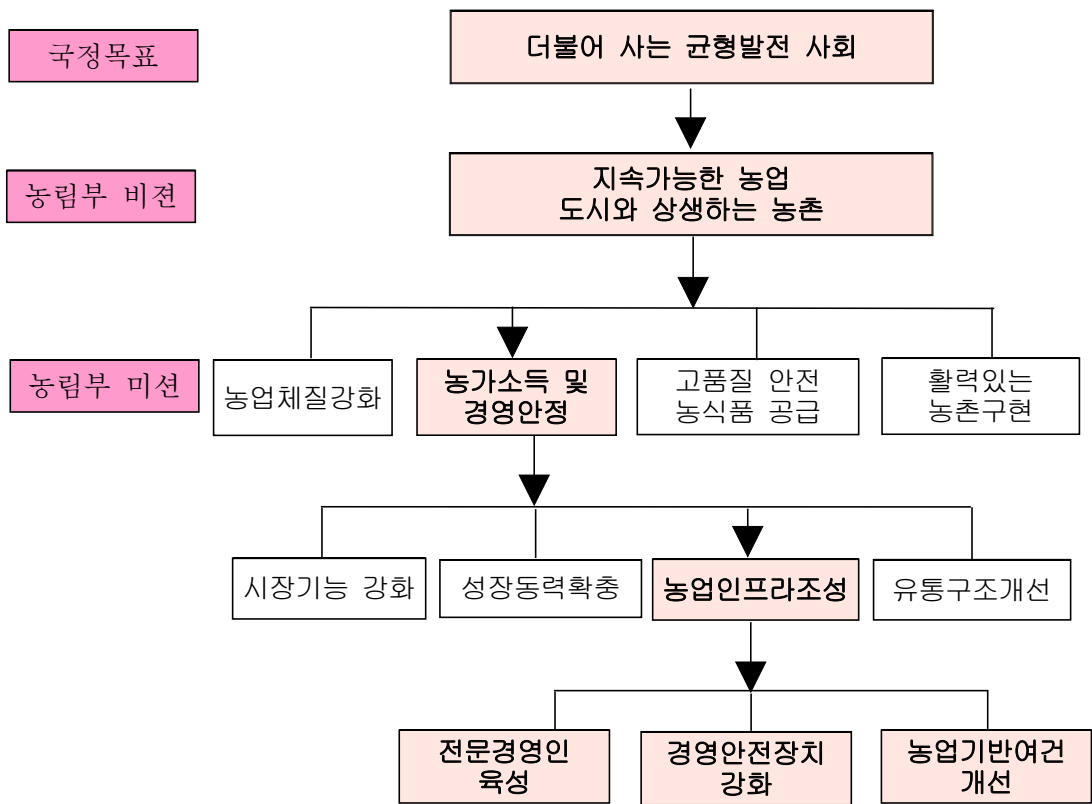 국정목표
더불어 사는 균형발전 사회
농림부 비젼
지속가능한 농업
도시와 상생하는 농촌
농림부 미션
농업체질강화
농가소득 및
경영안정
고품질 안전
농식품 공급
활력있는
농촌구현
시장기능 강화
성장동력확충
농업인프라조성
유통구조개선
전문경영인
육성
경영안전장치
강화
농업기반여건
개선